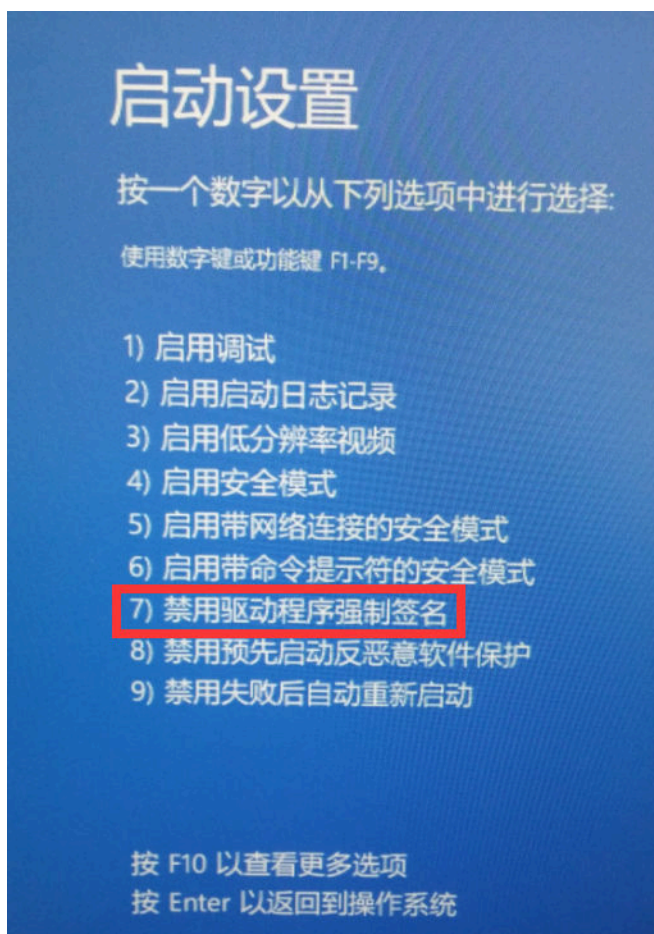 启动设置
按一个数字以从下列选项中进行选择:
使用数字键或功能键 F1-F9。
1) 启用调试
2) 启用启动日志记录
3) 启用低分辨率视频
4) 启用安全模式
5) 启用带网络连接的安全模式
6) 启用带命令提示符的安全模式
7) 禁用驱动程序强制签名
8) 禁用预先启动反恶意软件保护
9) 禁用失败后自动重新启动
按 F10 以查看更多选项
按 Enter 以返回到操作系统